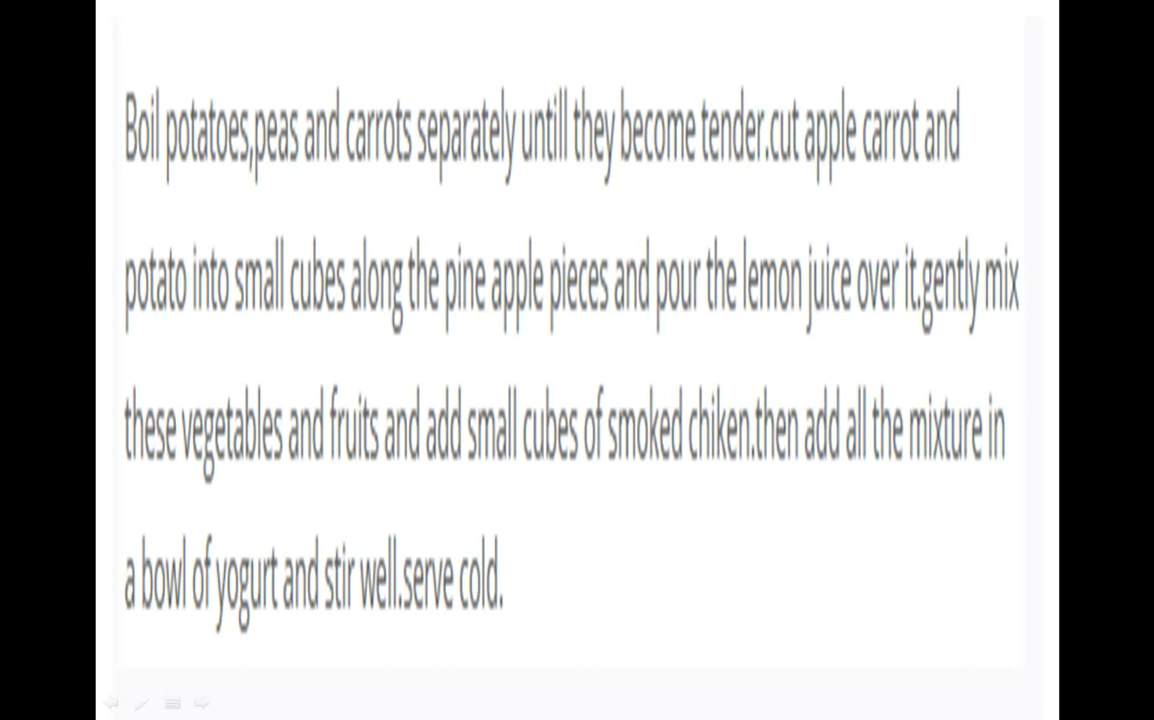 Boil potatoes,peas and carrots separately untill they become tender.cut apple carrot and
potato into small cubes along the pine apple pieces and pour the lemon juice over it.gently mix
these vegetables and fruits and add small cubes of smoked chiken.then add all the mixture in
a bowl of yogurt and stir well.serve cold.